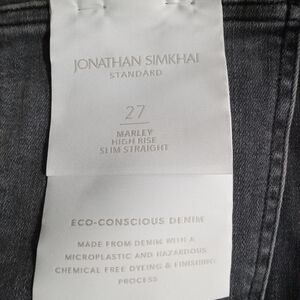 JONATHAN SIMKHAI
STANDARD
27
MARLEY
HIGH RISE
SLIM STRAIGHT
ECO-CONSCIOUS DENIM
MADE FROM DENIM WITH A
MICROPLASTIC AND HAZARDOUS
CHEMICAL FREE DYEING & FINISHING
PROCESS